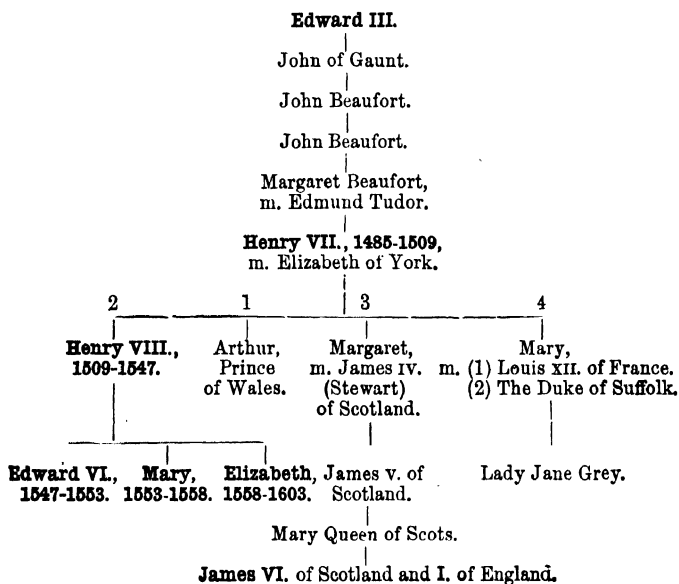 Edward III.
John of Gaunt.
John Beaufort.
John Beaufort.
Margaret Beaufort,
m. Edmund Tudor.
Henry VII., 1485-1509,
m. Elizabeth of York.
2 1 3 4
Henry VIII., Arthur, Margaret, Mary,
1509-1547. Prince m. James IV. m. (1) Louis XII. of France.
of Wales. (Stewart) (2) The Duke of Suffolk.
of Scotland.
Edward VI., Mary, Elizabeth, James V. of Lady Jane Grey.
1547-1553. 1553-1558. 1558-1603. Scotland.
Mary Queen of Scots.
James VI. of Scotland and I. of England.